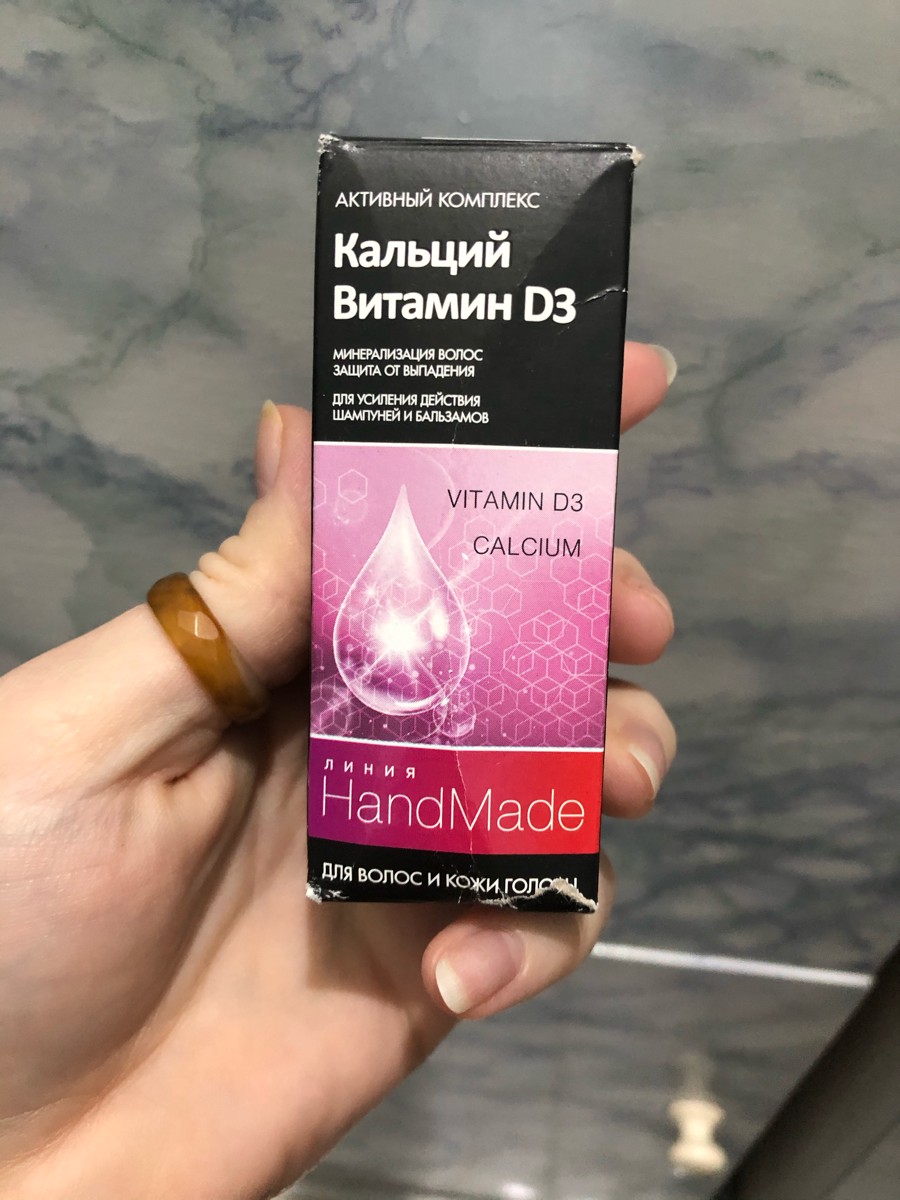 АКТИВНЫЙ КОМПЛЕКС
Кальций
Витамин D3
МИНЕРАЛИЗАЦИЯ ВОЛОС
ЗАЩИТА ОТ ВЫПАДЕНИЯ
ДЛЯ УСИЛЕНИЯ ДЕЙСТВИЯ
ШАМПУНЕЙ И БАЛЬЗАМОВ
VITAMIN D3
CALCIUM
ЛИНИЯ
HandMade
ДЛЯ ВОЛОС И КОЖИ ГОЛОВЫ